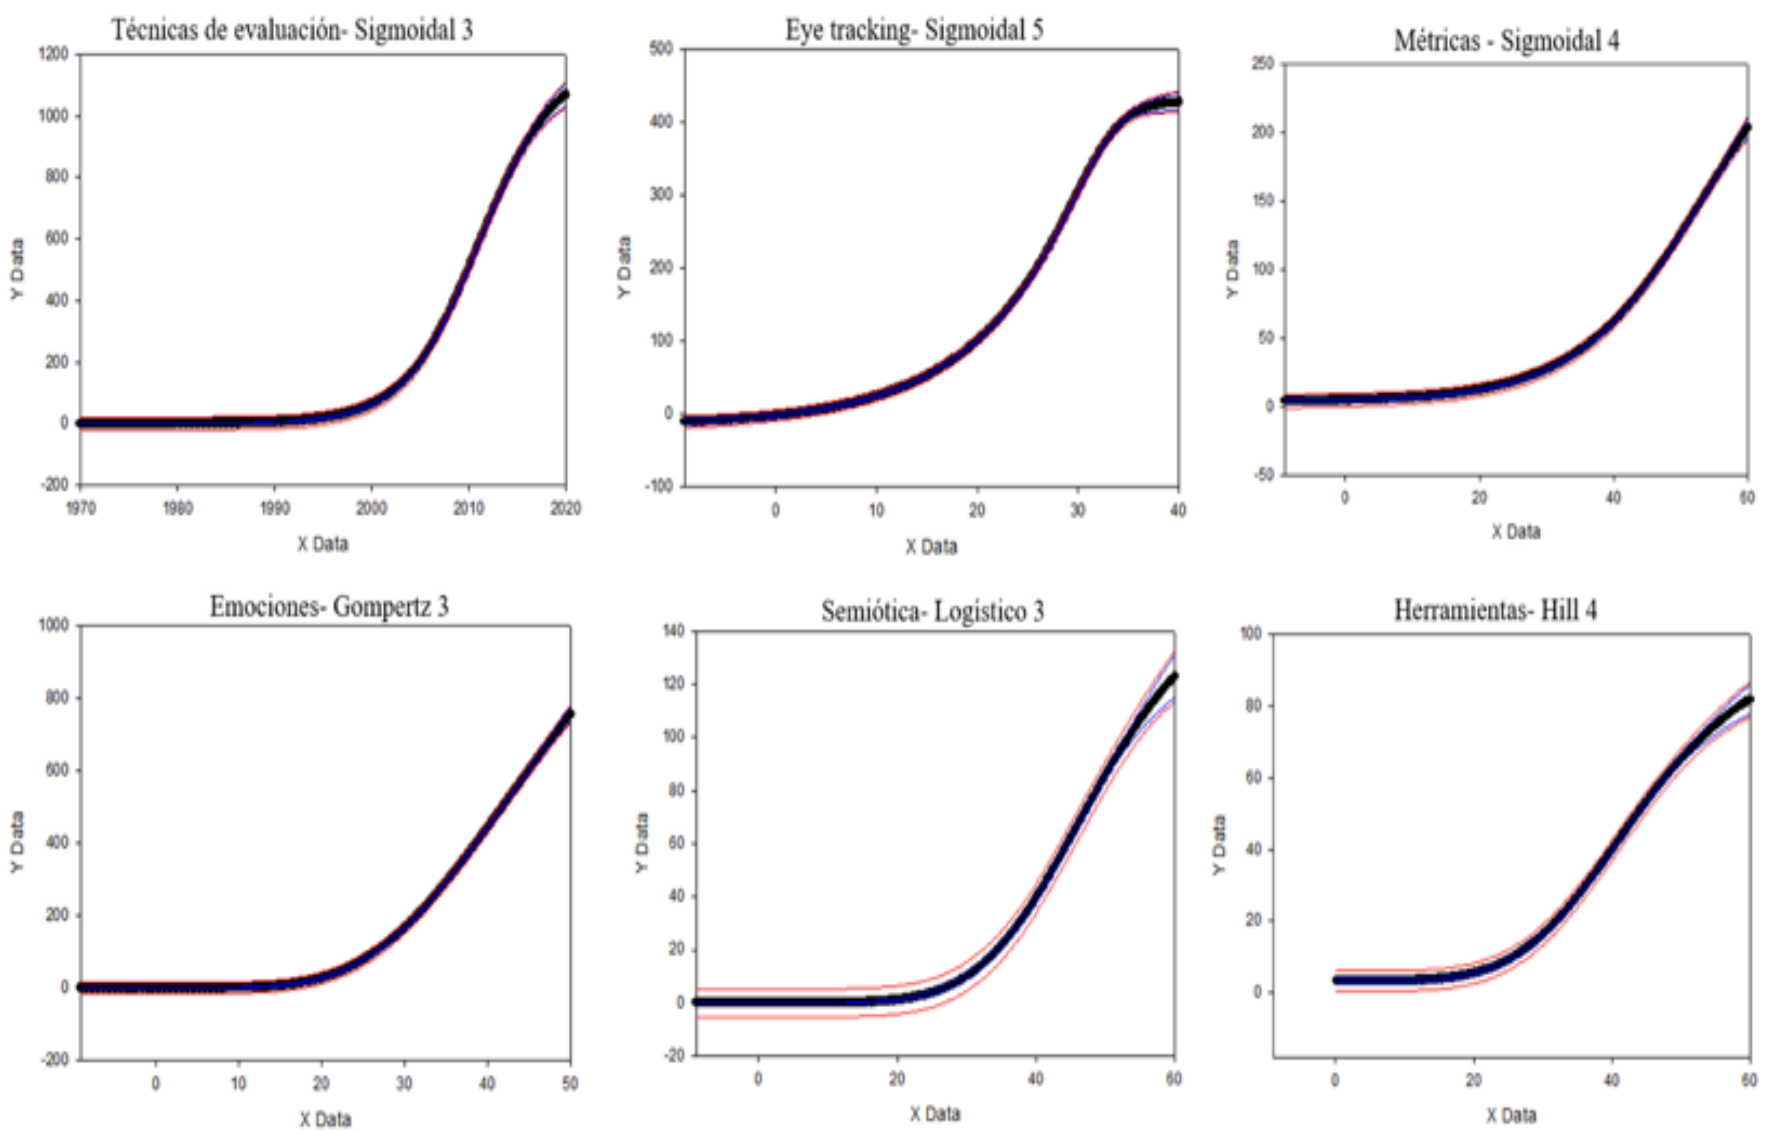 Técnicas de evaluación- Sigmoidal 3
1200
1000
800
600
400
200
0
-200
Y Data
1970 1980 1990 2000 2010 2020
X Data
Eye tracking- Sigmoidal 5
500
400
300
200
100
0
-100
Y Data
0 10 20 30 40
X Data
Métricas - Sigmoidal 4
250
200
150
100
50
0
-50
Y Data
0 20 40 60
X Data
Emociones- Gompertz 3
1000
800
600
400
200
0
-200
Y Data
0 10 20 30 40 50
X Data
Semiótica- Logístico 3
140
120
100
80
60
40
20
0
-20
Y Data
0 20 40 60
X Data
Herramientas- Hill 4
100
80
60
40
20
0
Y Data
0 20 40 60
X Data